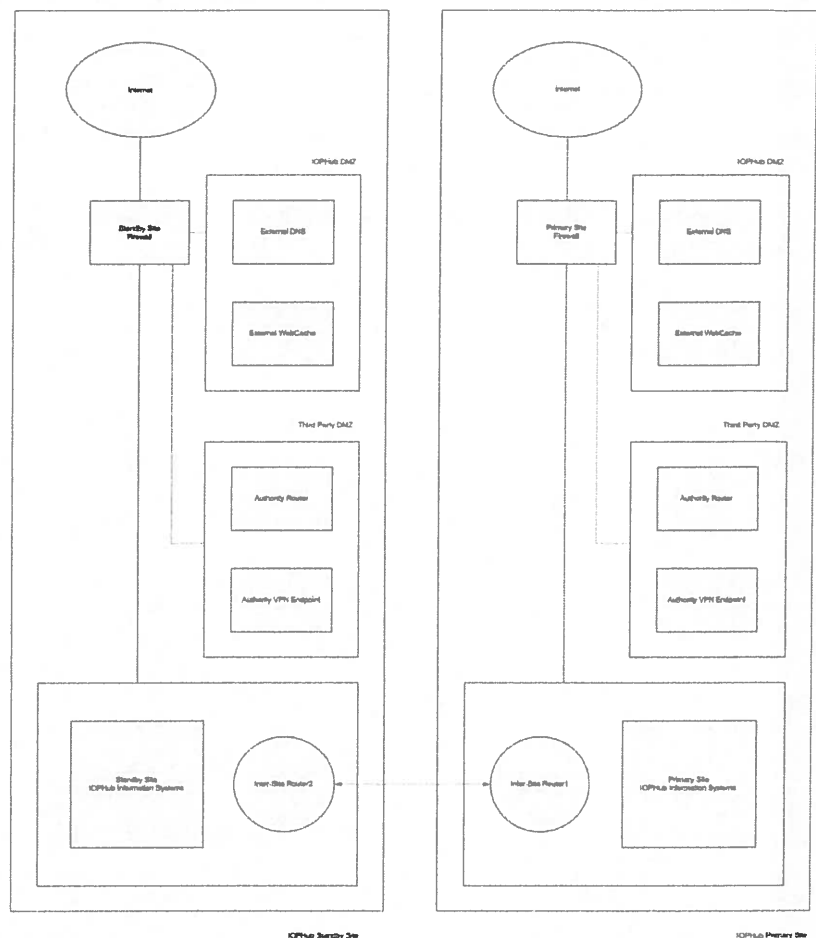 Internet
IOPHub DMZ
Standby Site
Firewall
External DNS
External WebCache
Third Party DMZ
Authority Router
Authority VPN Endpoint
Standby Site
IOPHub Information Systems
Inter-Site Router2
IOPHub Standby Site
Internet
IOPHub DMZ
Primary Site
Firewall
External DNS
External WebCache
Third Party DMZ
Authority Router
Authority VPN Endpoint
Inter-Site Router1
Primary Site
IOPHub Information Systems
IOPHub Primary Site